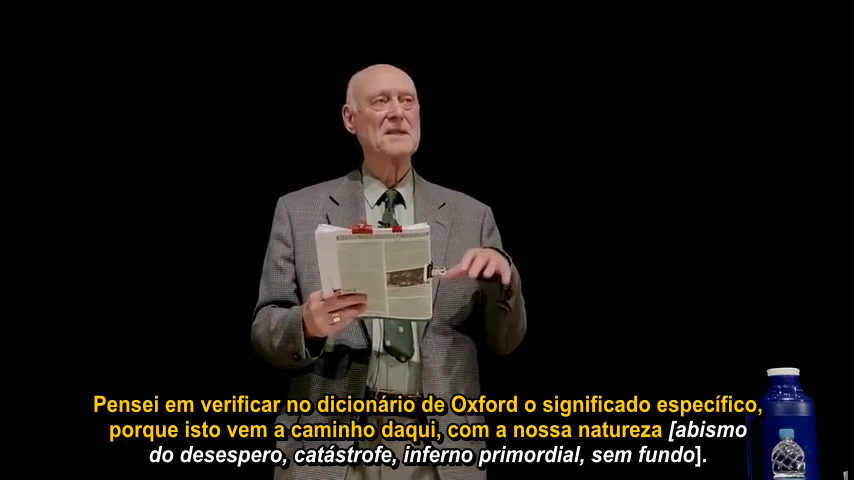 Pensei em verificar no dicionário de Oxford o significado específico,
porque isto vem a caminho daqui, com a nossa natureza [abismo
do desespero, catástrofe, inferno primordial, sem fundo].